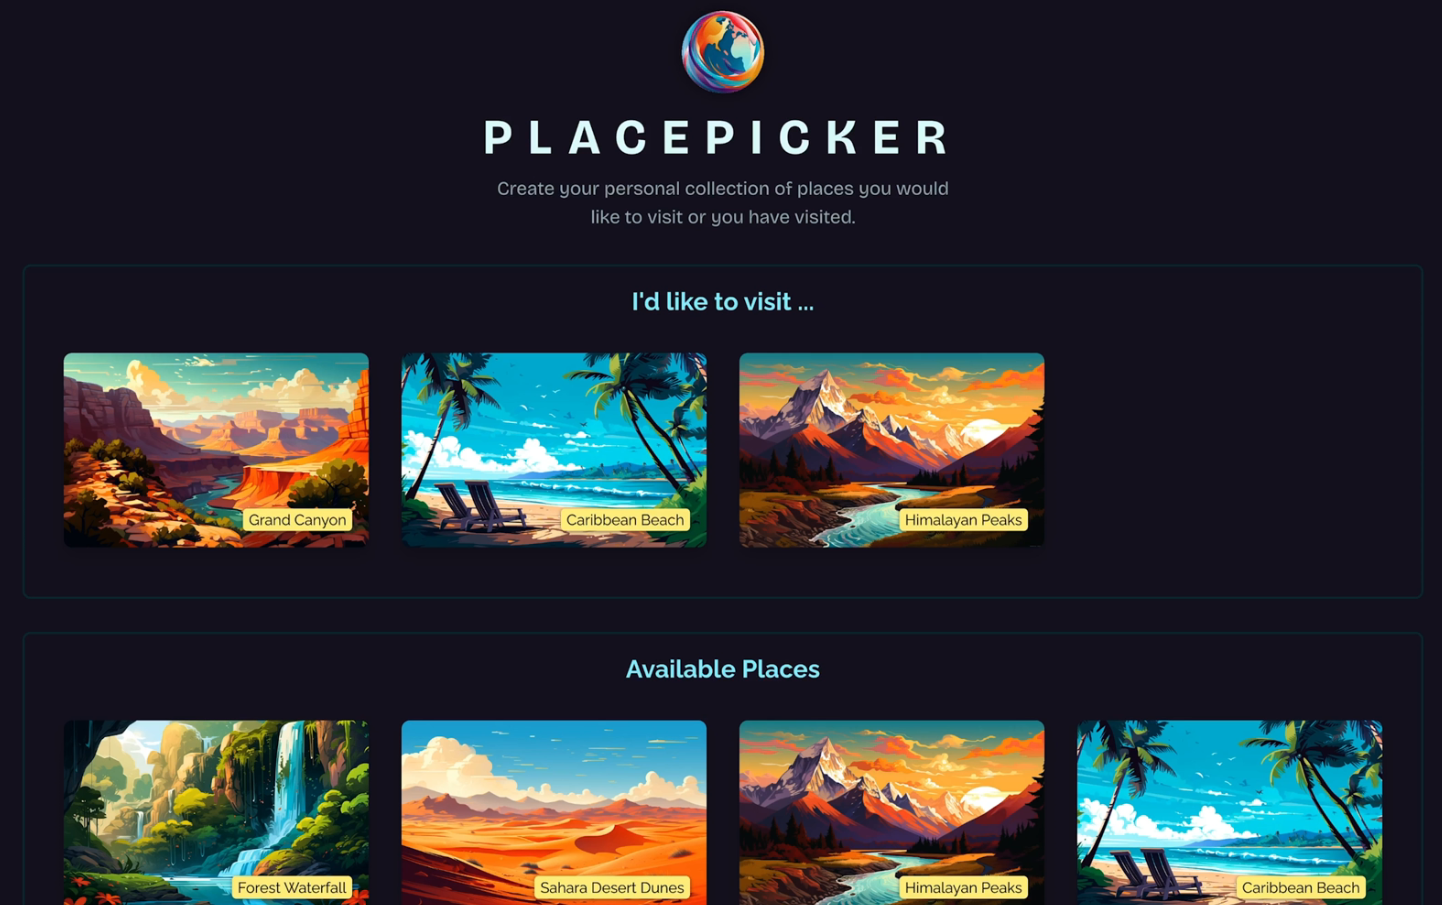 PLACEPICKER
Create your personal collection of places you would
like to visit or you have visited.
I'd like to visit ...
Grand Canyon
Caribbean Beach
Himalayan Peaks
Available Places
Forest Waterfall
Sahara Desert Dunes
Himalayan Peaks
Caribbean Beach